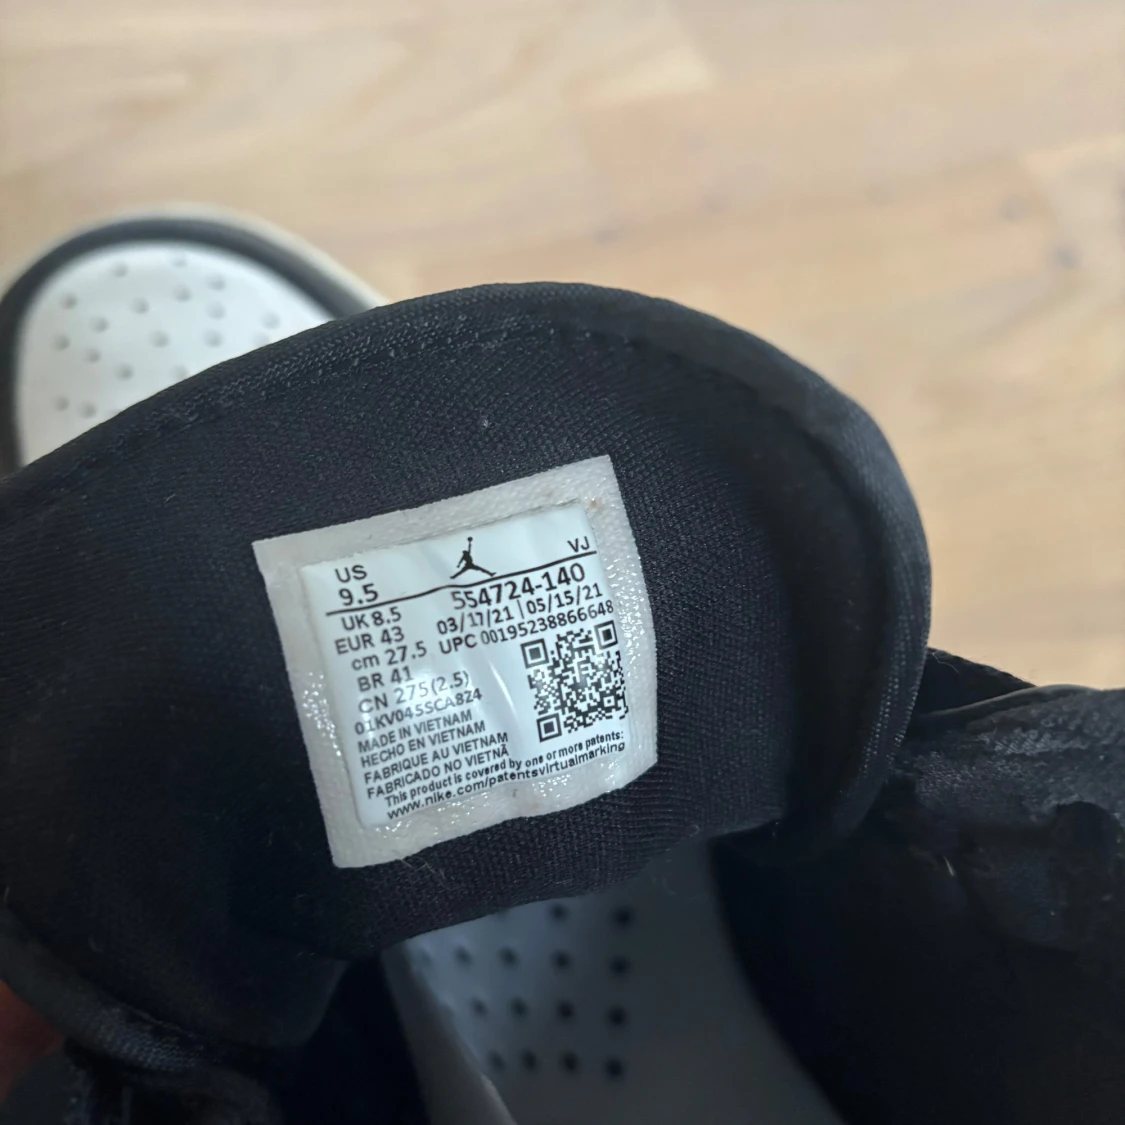 US
VJ
9.5
554724-140
UK 8.5
03/17/21 | 05/15/21
EUR 43
UPC 00195238866648
cm 27.5
BR 41
CN 275(2.5)
01KV045SCA824
MADE IN VIETNAM
HECHO EN VIETNAM
FABRIQUE AU VIETNAM
FABRICADO NO VIETNÃ
This product is covered by one or more patents:
www.nike.com/patentsvirtualmarking